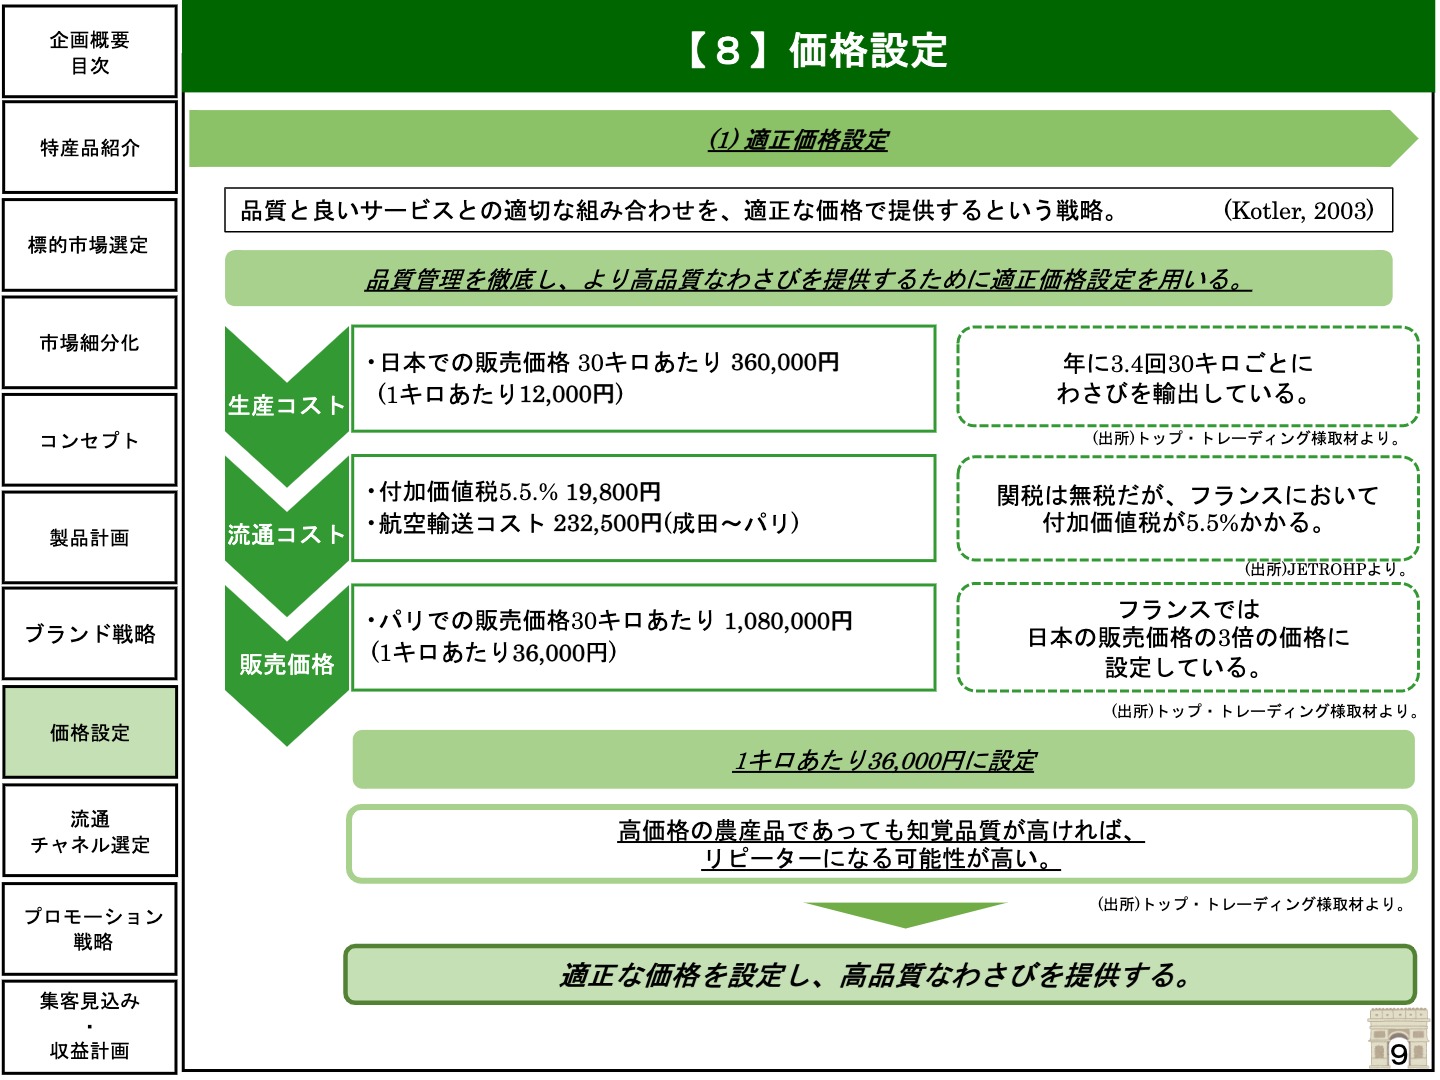 企画概要
目次
特産品紹介
標的市場選定
市場細分化
コンセプト
製品計画
ブランド戦略
価格設定
流通
チャネル選定
プロモーション
戦略
集客見込み
・
収益計画
【８】価格設定
(1) 適正価格設定
品質と良いサービスとの適切な組み合わせを、適正な価格で提供するという戦略。 (Kotler, 2003)
品質管理を徹底し、より高品質なわさびを提供するために適正価格設定を用いる。
生産コスト
・日本での販売価格 30キロあたり 360,000円
(1キロあたり12,000円)
年に3.4回30キロごとに
わさびを輸出している。
(出所)トップ・トレーディング様取材より。
流通コスト
・付加価値税5.5.% 19,800円
・航空輸送コスト 232,500円(成田～パリ)
関税は無税だが、フランスにおいて
付加価値税が5.5%かかる。
(出所)JETROHPより。
販売価格
・パリでの販売価格30キロあたり 1,080,000円
(1キロあたり36,000円)
フランスでは
日本の販売価格の3倍の価格に
設定している。
(出所)トップ・トレーディング様取材より。
1キロあたり36,000円に設定
高価格の農産品であっても知覚品質が高ければ、
リピーターになる可能性が高い。
(出所)トップ・トレーディング様取材より。
適正な価格を設定し、高品質なわさびを提供する。
9